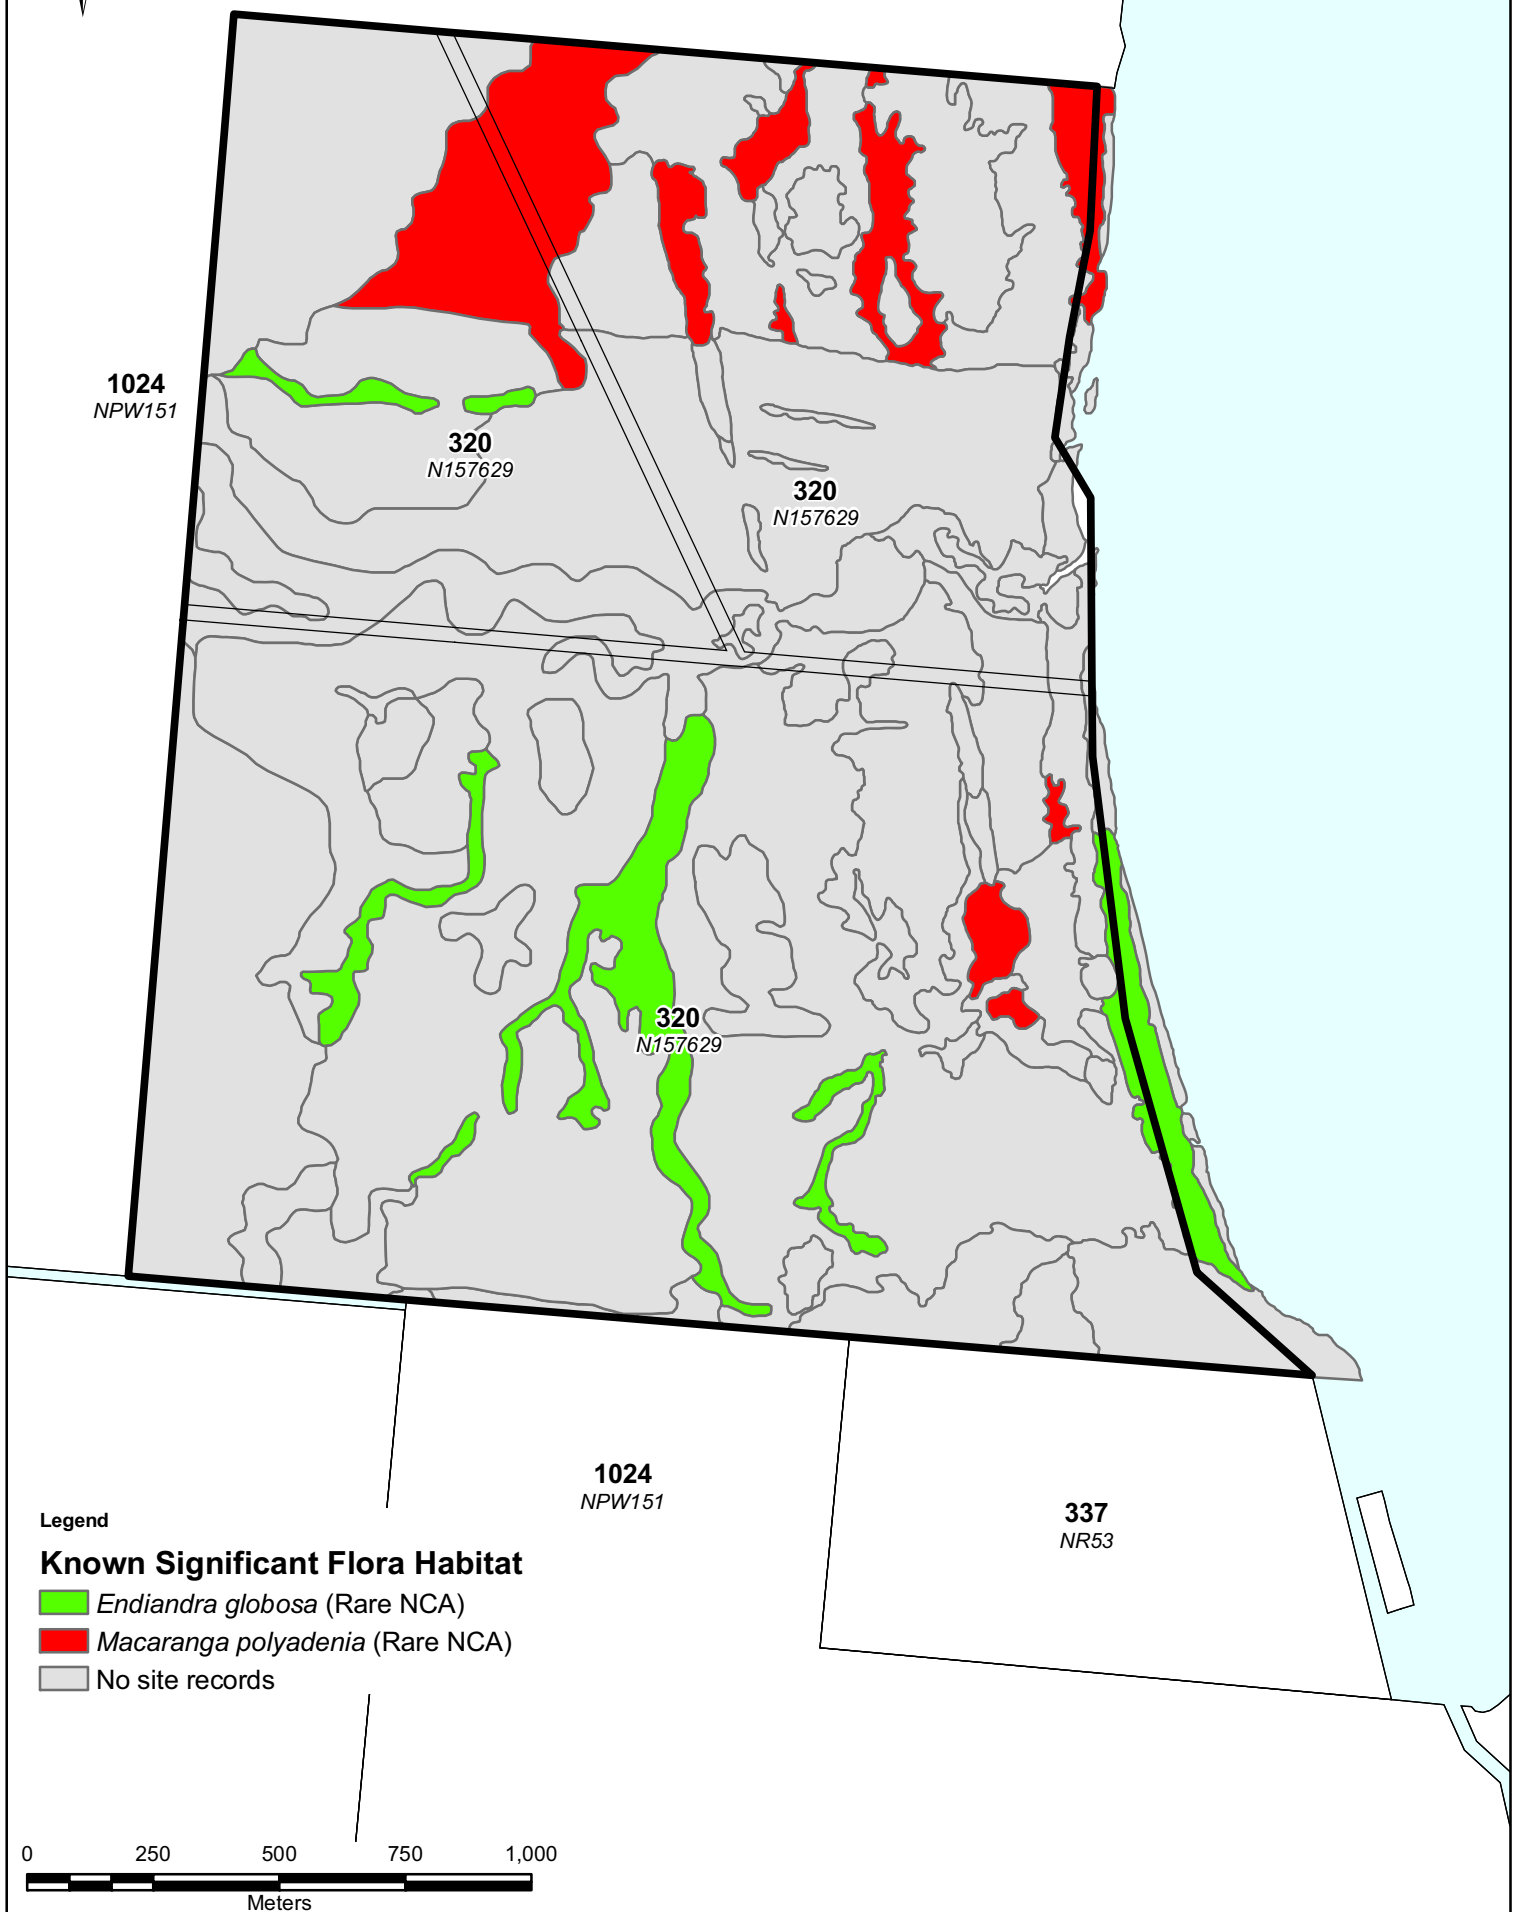 1024
NPW151
320
N157629
320
N157629
320
N157629
1024
NPW151
337
NR53
Legend
Known Significant Flora Habitat
Endiandra globosa (Rare NCA)
Macaranga polyadenia (Rare NCA)
No site records
0 250 500 750 1,000
Meters